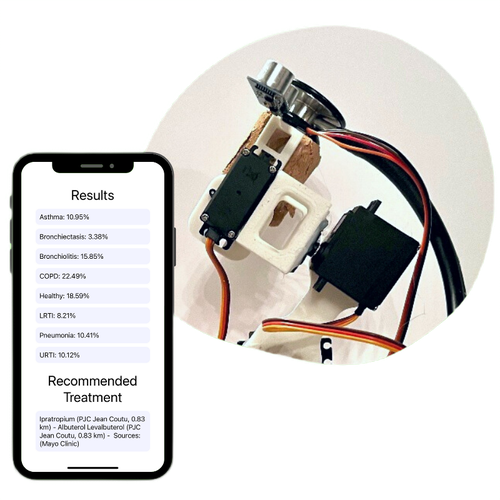 Results
Asthma: 10.95%
Bronchiectasis: 3.38%
Bronchiolitis: 15.85%
COPD: 22.49%
Healthy: 18.59%
LRTI: 8.21%
Pneumonia: 10.41%
URTI: 10.12%
Recommended
Treatment
Ipratropium (PJC Jean Coutu, 0.83
km) - Albuterol Levalbuterol (PJC
Jean Coutu, 0.83 km) - Sources:
(Mayo Clinic)